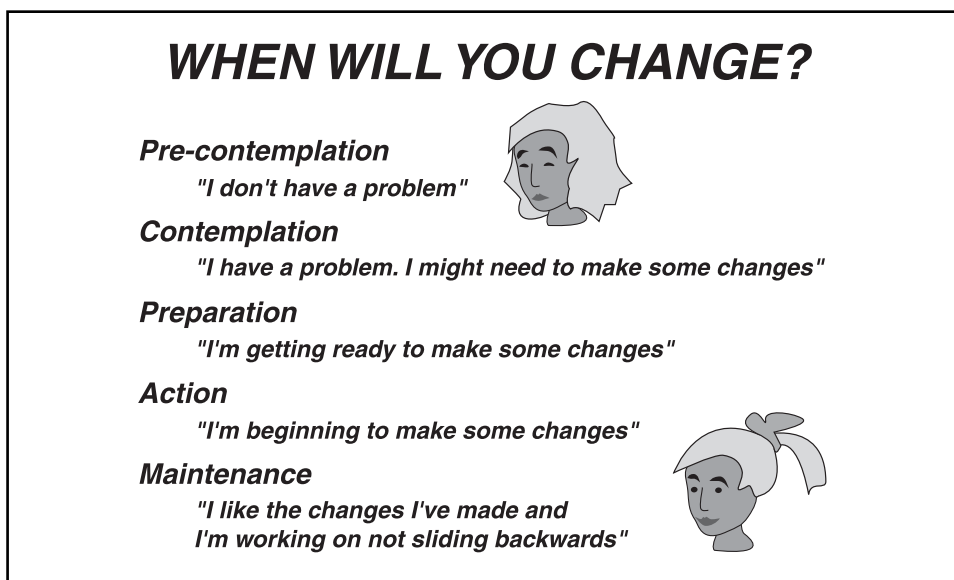 WHEN WILL YOU CHANGE?
Pre-contemplation
"I don't have a problem"
Contemplation
"I have a problem. I might need to make some changes"
Preparation
"I'm getting ready to make some changes"
Action
"I'm beginning to make some changes"
Maintenance
"I like the changes I've made and
I'm working on not sliding backwards"